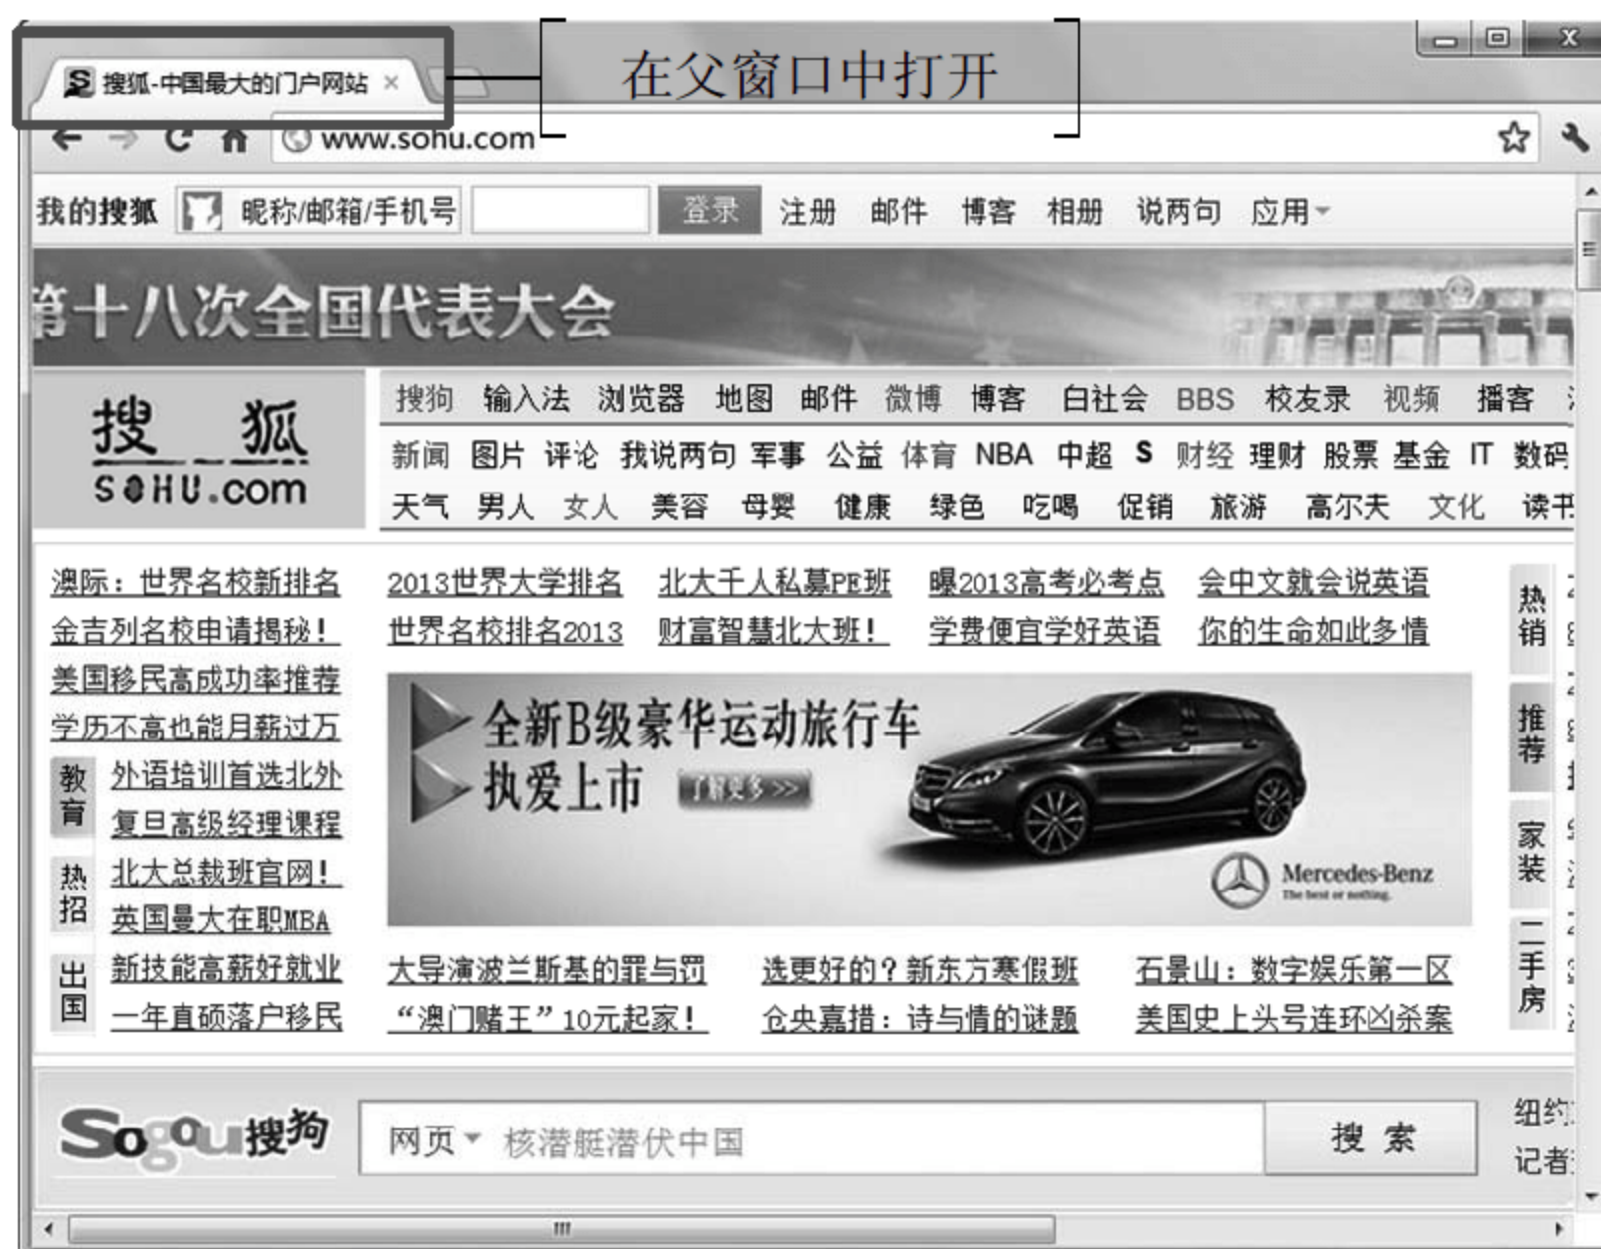 搜狐-中国最大的门户网站
在父窗口中打开
www.sohu.com
我的搜狐 昵称/邮箱/手机号 登录 注册 邮件 博客 相册 说两句 应用
第十八次全国代表大会
搜狐
SOHU.com
搜狗 输入法 浏览器 地图 邮件 微博 博客 白社会 BBS 校友录 视频 播客
新闻 图片 评论 我说两句 军事 公益 体育 NBA 中超 S 财经 理财 股票 基金 IT 数码
天气 男人 女人 美容 母婴 健康 绿色 吃喝 促销 旅游 高尔夫 文化 读书
澳际：世界名校新排名
金吉列名校申请揭秘！
美国移民高成功率推荐
学历不高也能月薪过万
教育
外语培训首选北外
复旦高级经理课程
热招
北大总裁班官网！
英国曼大在职MBA
出国
新技能高薪好就业
一年直硕落户移民
2013世界大学排名 北大千人私募PE班 曝2013高考必考点 会中文就会说英语
世界名校排名2013 财富智慧北大班！ 学费便宜学好英语 你的生命如此多情
全新B级豪华运动旅行车
执爱上市 了解更多>>
Mercedes-Benz
The best or nothing.
大导演波兰斯基的罪与罚 选更好的？新东方寒假班 石景山：数字娱乐第一区
“澳门赌王”10元起家！ 仓央嘉措：诗与情的谜题 美国史上头号连环凶杀案
热销
推荐
家装
二手房
Sogou搜狗 网页 核潜艇潜伏中国 搜索
纽约
记者